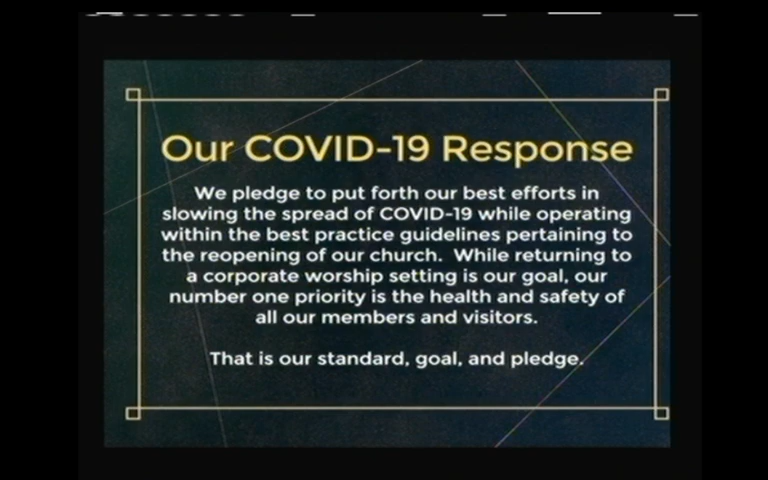 Our COVID-19 Response
We pledge to put forth our best efforts in
slowing the spread of COVID-19 while operating
within the best practice guidelines pertaining to
the reopening of our church. While returning to
a corporate worship setting is our goal, our
number one priority is the health and safety of
all our members and visitors.
That is our standard, goal, and pledge.